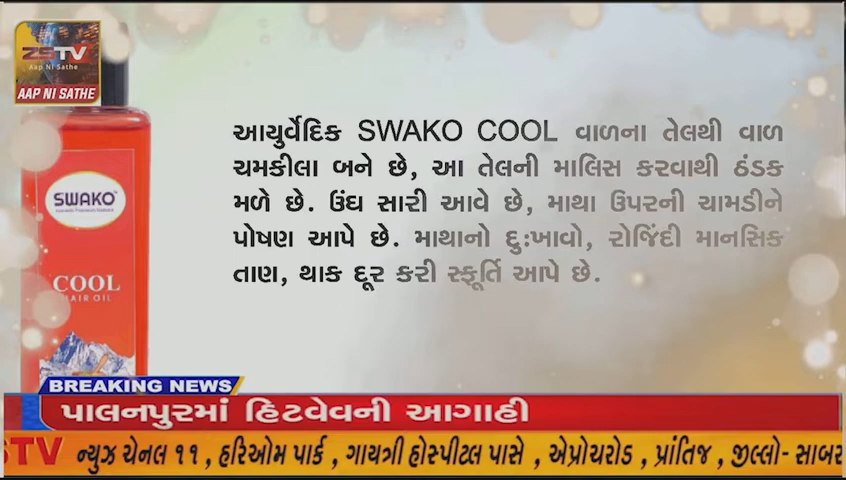 ZSTV
Aap Ni Sathe
AAP NI SATHE
આયુર્વેદિક SWAKO COOL વાળના તેલથી વાળ
ચમકીલા બને છે, આ તેલની માલિસ કરવાથી ઠંડક
મળે છે. ઉંઘ સારી આવે છે, માથા ઉપરની ચામડીને
પોષણ આપે છે. માથાનો દુઃખાવો, રોજિંદી માનસિક
તાણ, થાક દૂર કરી સ્ફૂર્તિ આપે છે.
SWAKO
COOL
HAIR OIL
BREAKING NEWS
પાલનપુરમાં હિટવેવની આગાહી
STV ન્યુઝ ચેનલ ૧૧ , હરિઓમ પાર્ક , ગાયત્રી હોસ્પીટલ પાસે , એપ્રોચરોડ , પ્રાંતિજ , જીલ્લો- સાબર